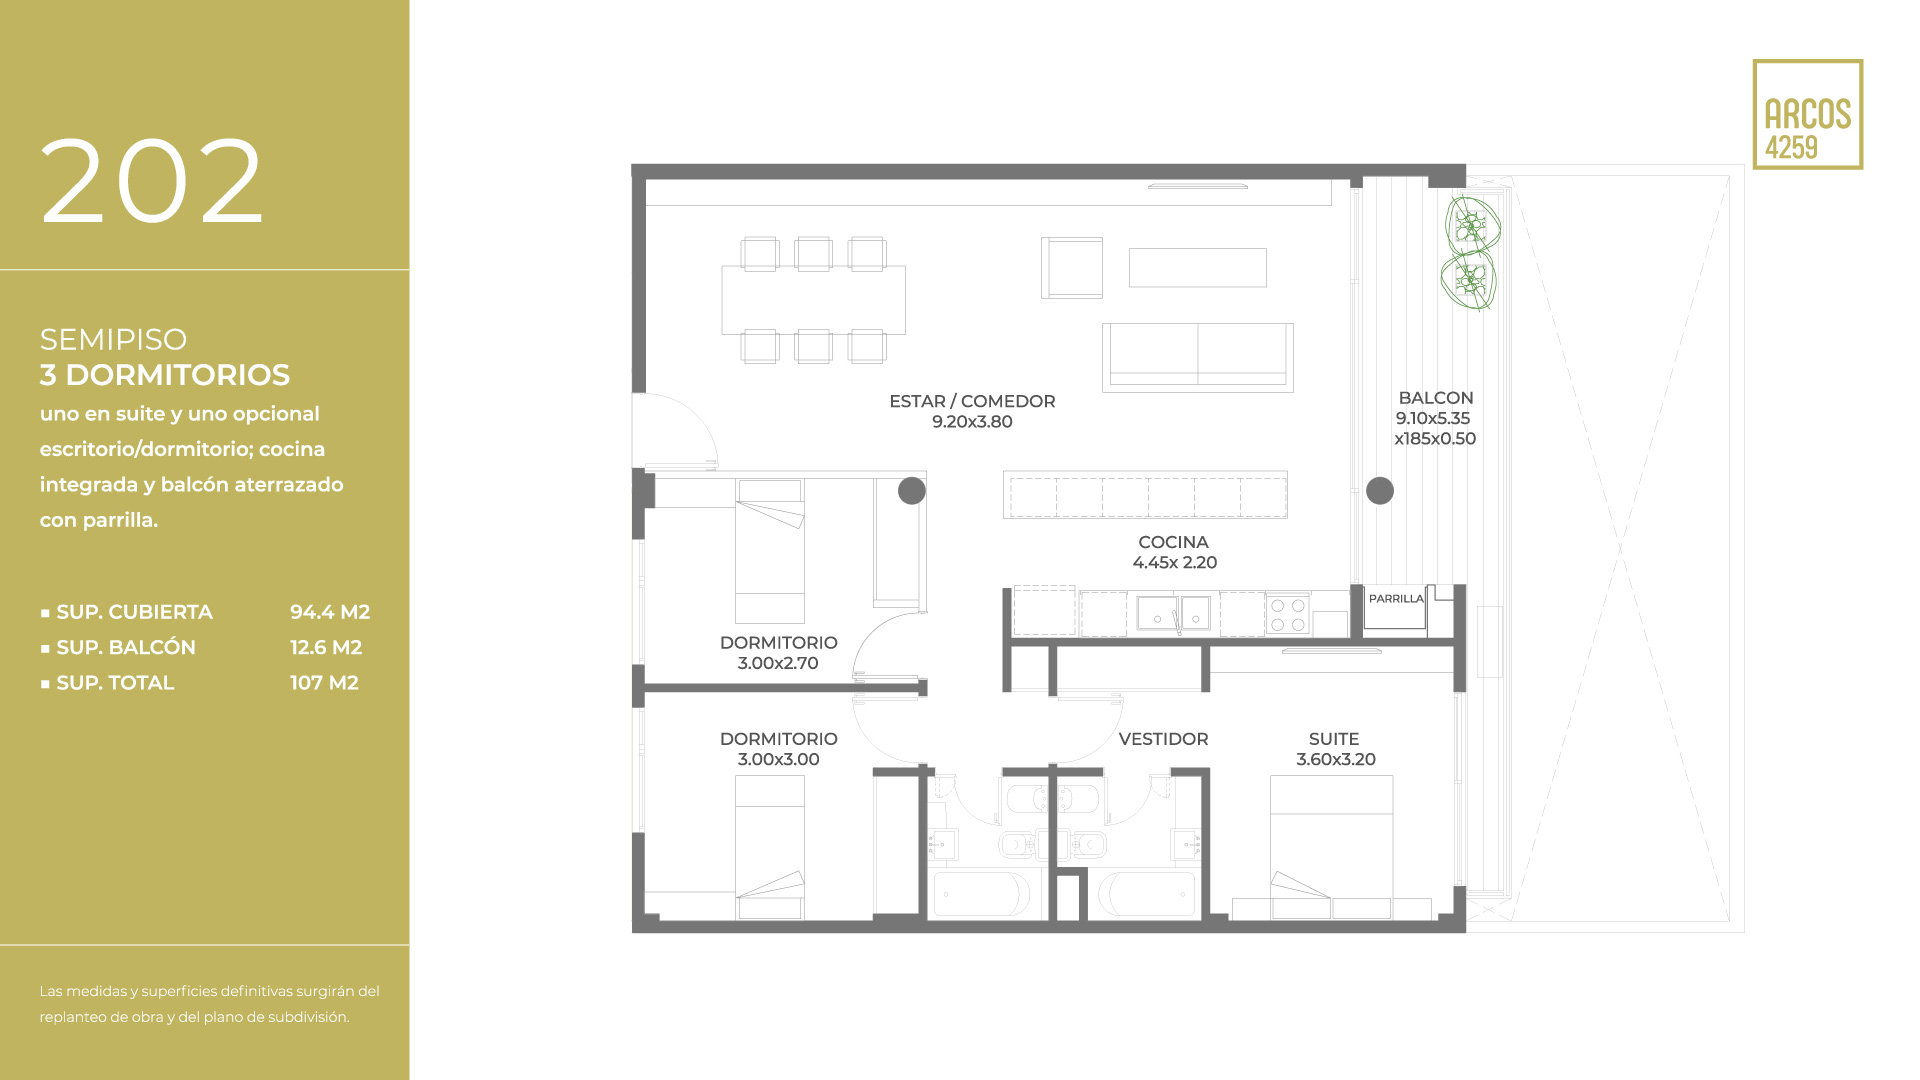 202
SEMIPISO
3 DORMITORIOS
uno en suite y uno opcional
escritorio/dormitorio; cocina
integrada y balcón aterrazado
con parrilla.
SUP. CUBIERTA 94.4 M2
SUP. BALCÓN 12.6 M2
SUP. TOTAL 107 M2
Las medidas y superficies definitivas surgirán del
replanteo de obra y del plano de subdivisión.
ARCOS
4259
ESTAR / COMEDOR
9.20x3.80
BALCON
9.10x5.35
x185x0.50
COCINA
4.45x 2.20
PARRILLA
DORMITORIO
3.00x2.70
DORMITORIO
3.00x3.00
VESTIDOR
SUITE
3.60x3.20